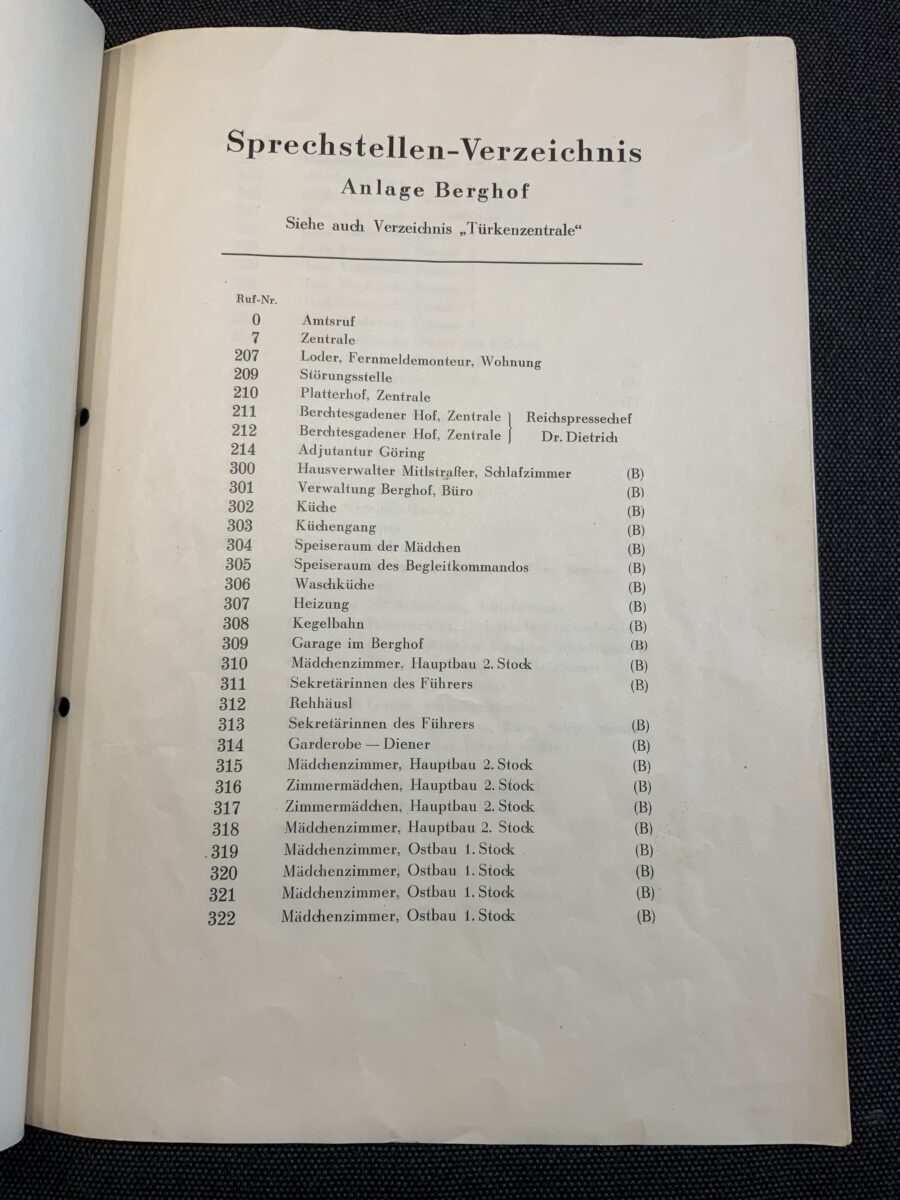 Sprechstellen-Verzeichnis
Anlage Berghof
Siehe auch Verzeichnis „Türkenzentrale“
Ruf-Nr.
0 Amtsruf
7 Zentrale
207 Loder, Fernmeldemonteur, Wohnung
209 Störungsstelle
210 Platterhof, Zentrale
211 Berchtesgadener Hof, Zentrale } Reichspressechef
212 Berchtesgadener Hof, Zentrale } Dr. Dietrich
214 Adjutantur Göring
300 Hausverwalter Mitlstraßer, Schlafzimmer (B)
301 Verwaltung Berghof, Büro (B)
302 Küche (B)
303 Küchengang (B)
304 Speiseraum der Mädchen (B)
305 Speiseraum des Begleitkommandos (B)
306 Waschküche (B)
307 Heizung (B)
308 Kegelbahn (B)
309 Garage im Berghof (B)
310 Mädchenzimmer, Hauptbau 2. Stock (B)
311 Sekretärinnen des Führers (B)
312 Rehhäusl
313 Sekretärinnen des Führers (B)
314 Garderobe — Diener (B)
315 Mädchenzimmer, Hauptbau 2. Stock (B)
316 Zimmermädchen, Hauptbau 2. Stock (B)
317 Zimmermädchen, Hauptbau 2. Stock (B)
318 Mädchenzimmer, Hauptbau 2. Stock (B)
319 Mädchenzimmer, Ostbau 1. Stock (B)
320 Mädchenzimmer, Ostbau 1. Stock (B)
321 Mädchenzimmer, Ostbau 1. Stock (B)
322 Mädchenzimmer, Ostbau 1. Stock (B)